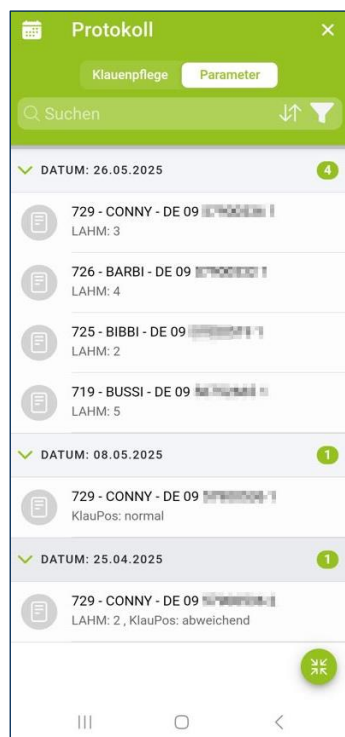 Protokoll
Klauenpflege Parameter
Suchen
DATUM: 26.05.2025 4
729 - CONNY - DE 09
LAHM: 3
726 - BARBI - DE 09
LAHM: 4
725 - BIBBI - DE 09
LAHM: 2
719 - BUSSI - DE 09
LAHM: 5
DATUM: 08.05.2025 1
729 - CONNY - DE 09
KlauPos: normal
DATUM: 25.04.2025 1
729 - CONNY - DE 09
LAHM: 2 , KlauPos: abweichend